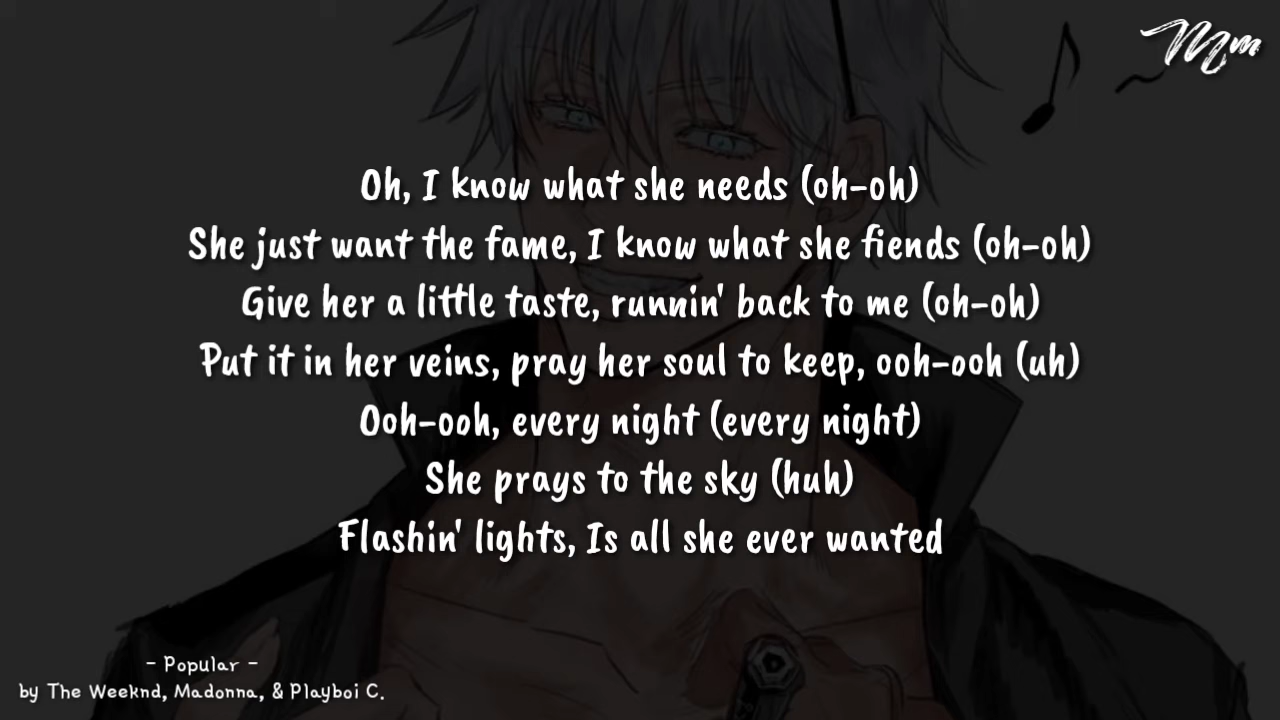 Mm
Oh, I know what she needs (oh-oh)
She just want the fame, I know what she fiends (oh-oh)
Give her a little taste, runnin' back to me (oh-oh)
Put it in her veins, pray her soul to keep, ooh-ooh (uh)
Ooh-ooh, every night (every night)
She prays to the sky (huh)
Flashin' lights, Is all she ever wanted
- Popular -
by The Weeknd, Madonna, & Playboi C.